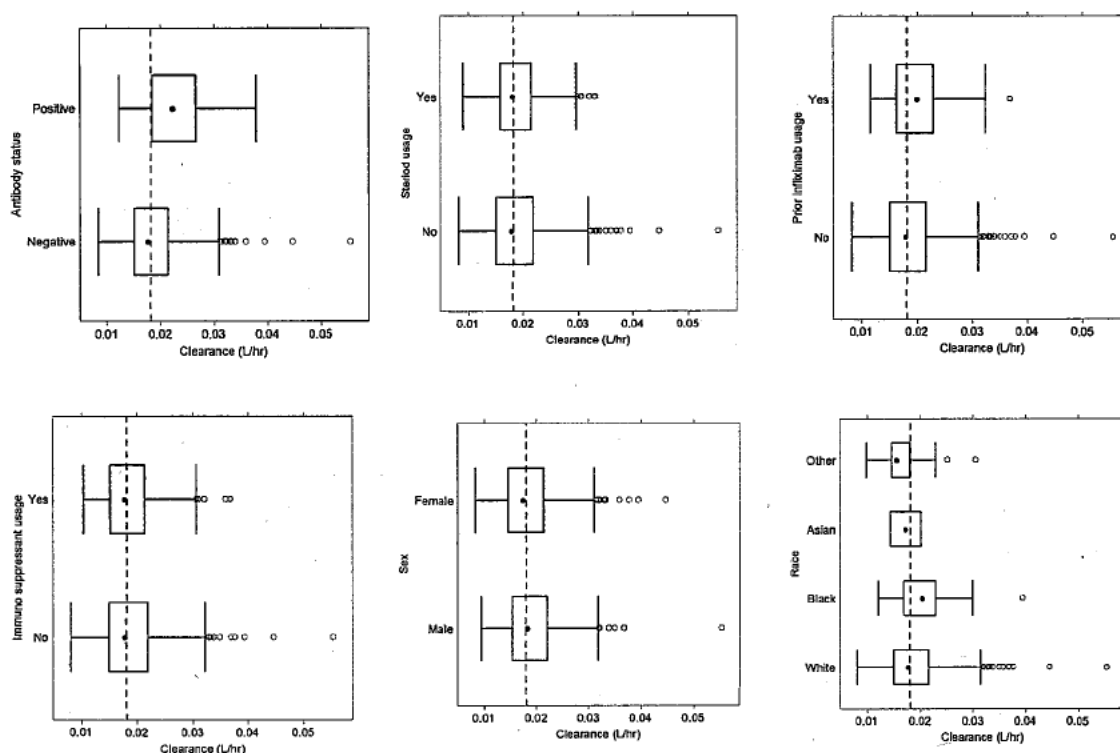 Antibody status
Positive
Negative
0.01 0.02 0.03 0.04 0.05
Clearance (L/hr)
Steriod usage
Yes
No
0.01 0.02 0.03 0.04 0.05
Clearance (L/hr)
Prior infliximab usage
Yes
No
0.01 0.02 0.03 0.04 0.05
Clearance (L/hr)
Immuno suppressant usage
Yes
No
0.01 0.02 0.03 0.04 0.05
Clearance (L/hr)
Sex
Female
Male
0.01 0.02 0.03 0.04 0.05
Clearance (L/hr)
Race
Other
Asian
Black
White
0.01 0.02 0.03 0.04 0.05
Clearance (L/hr)